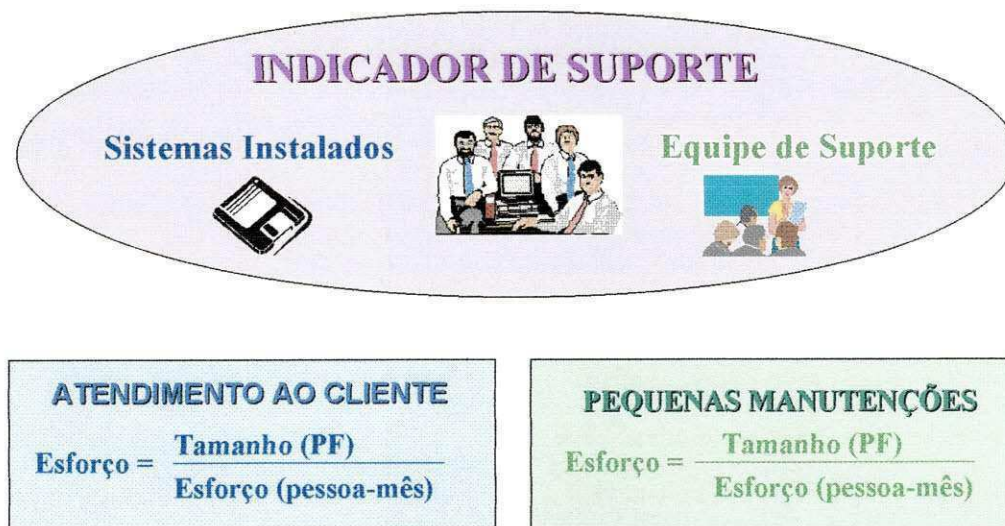 INDICADOR DE SUPORTE
Sistemas Instalados
Equipe de Suporte
ATENDIMENTO AO CLIENTE
Esforço = Tamanho (PF)
Esforço (pessoa-mês)
PEQUENAS MANUTENÇÕES
Esforço = Tamanho (PF)
Esforço (pessoa-mês)